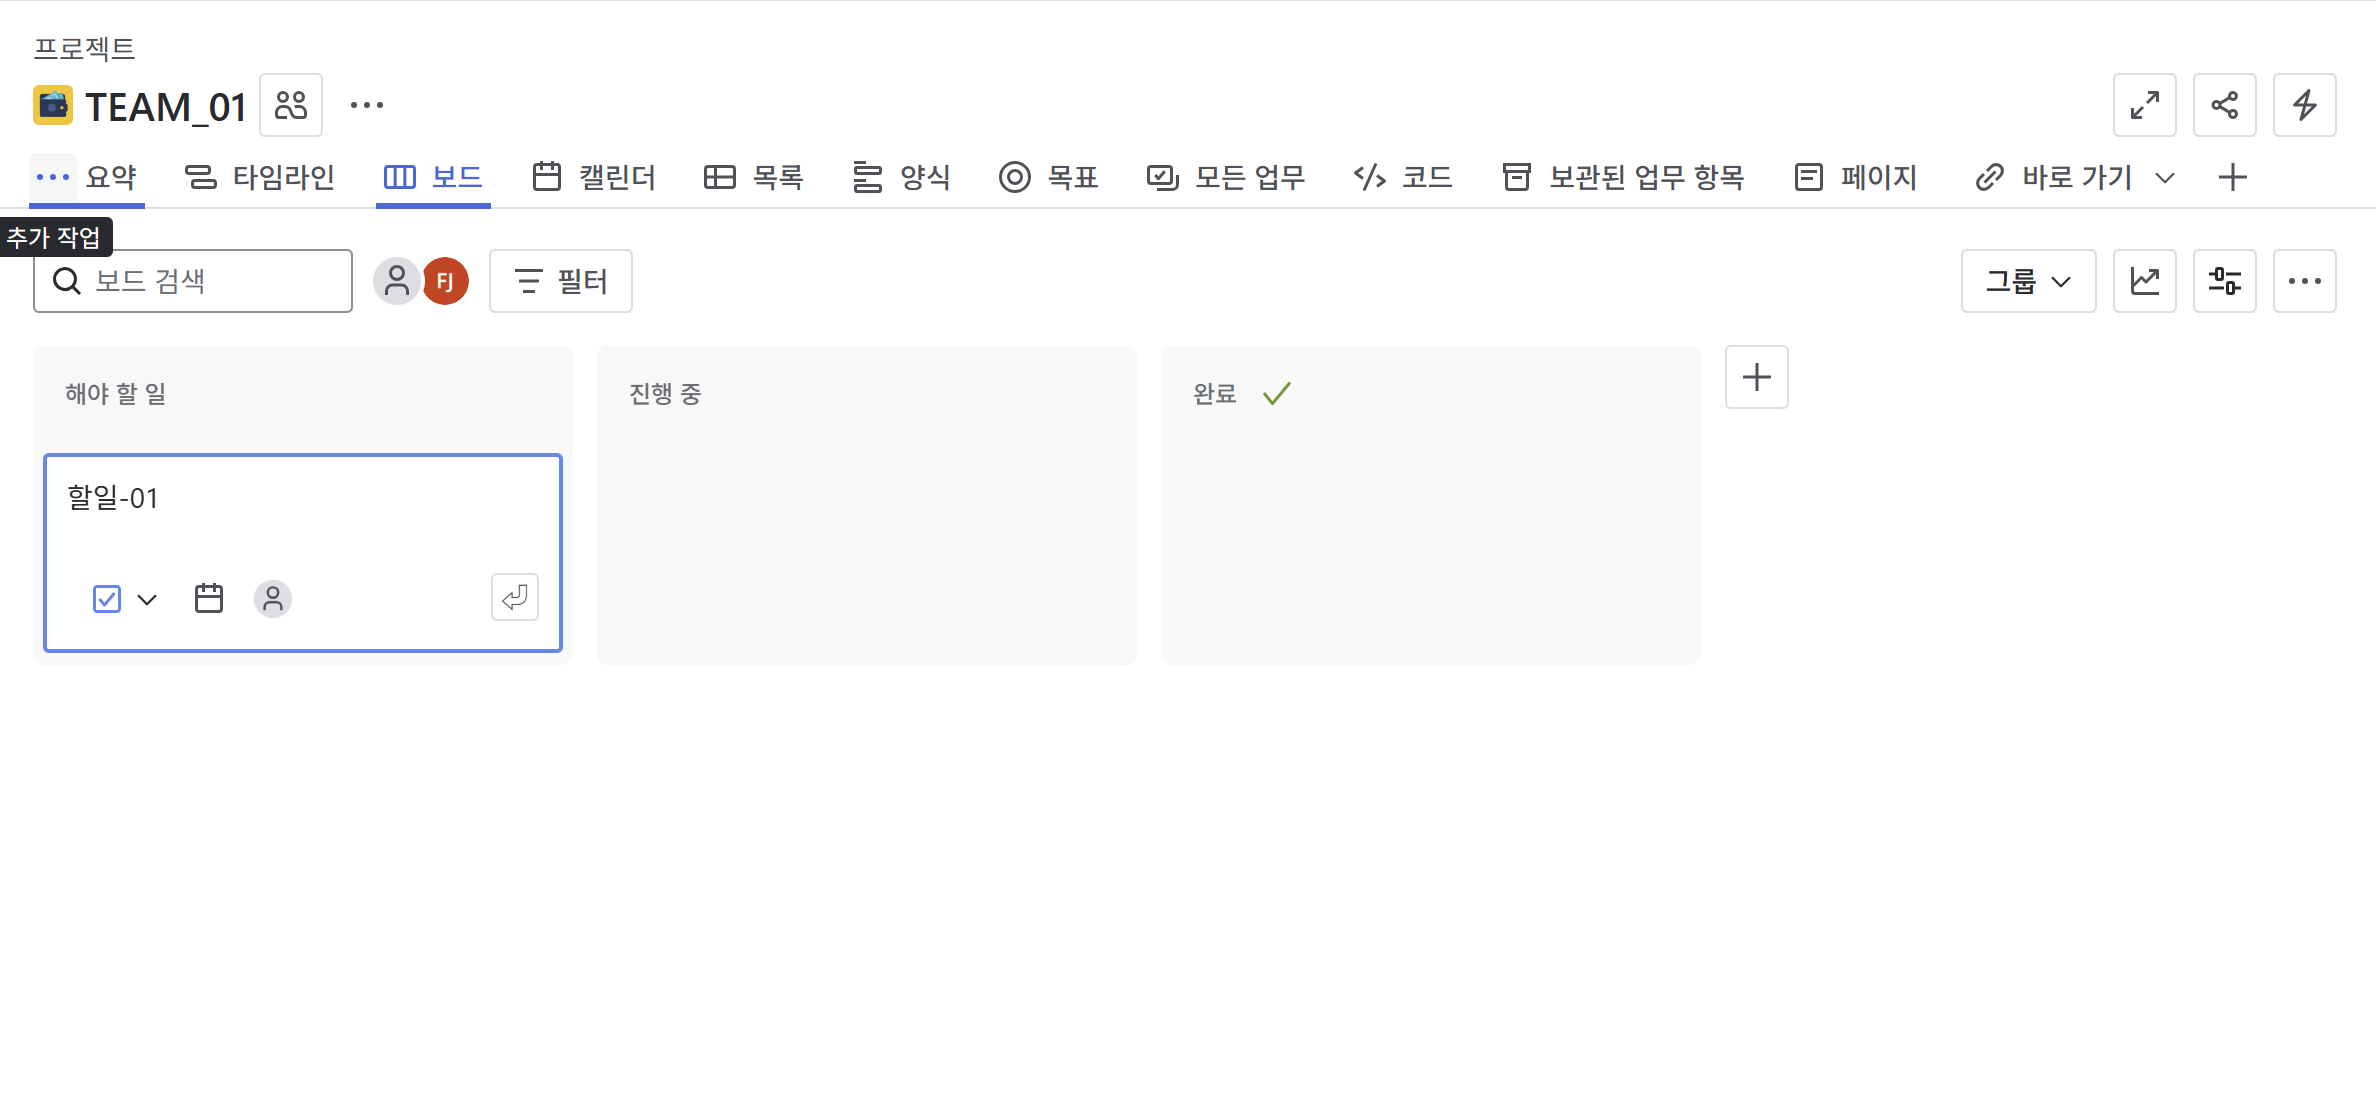 프로젝트
TEAM_01
요약 타임라인 보드 캘린더 목록 양식 목표 모든 업무 코드 보관된 업무 항목 페이지 바로 가기
추가 작업
보드 검색 FJ 필터 그룹
해야 할 일 진행 중 완료
할일-01